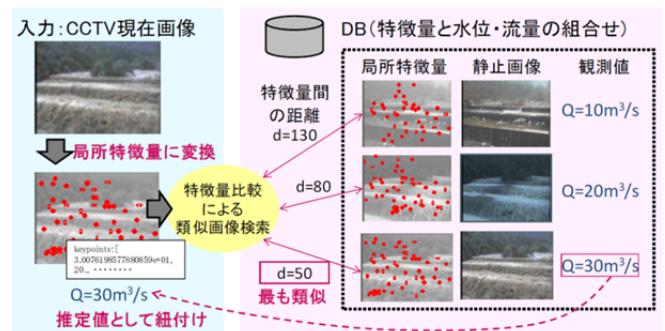 入力:CCTV現在画像
局所特徴量に変換
keypoints:[
3.0076198577880859e+01,
20., ········
Q=30m³/s
推定値として紐付け
特徴量比較
による
類似画像検索
DB(特徴量と水位・流量の組合せ)
特徴量間
の距離
d=130
d=80
d=50
最も類似
局所特徴量 静止画像 観測値
Q=10m³/s
Q=20m³/s
Q=30m³/s